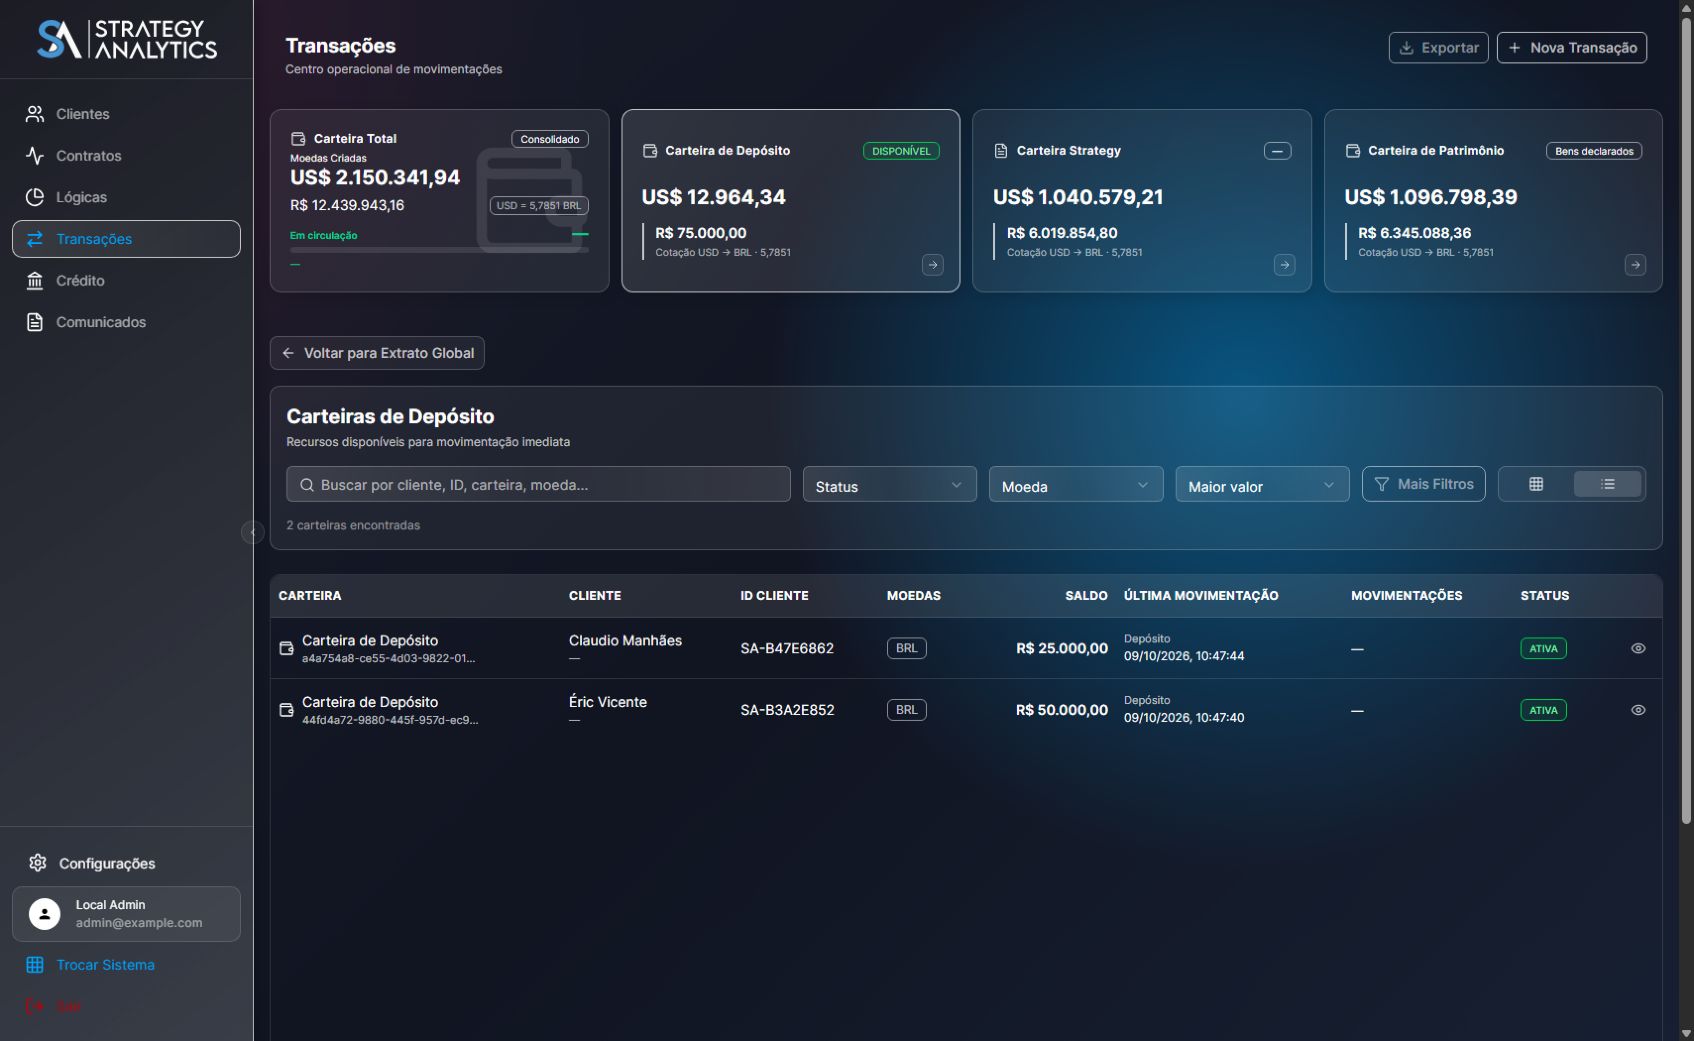 STRATEGY
ANALYTICS
Clientes
Contratos
Lógicas
Transações
Crédito
Comunicados
Configurações
Local Admin
admin@example.com
Trocar Sistema
Sair
Transações
Centro operacional de movimentações
Exportar
Nova Transação
Carteira Total
Consolidado
Moedas Criadas
US$ 2.150.341,94
R$ 12.439.943,16
USD = 5,7851 BRL
Em circulação
—
—
Carteira de Depósito
DISPONÍVEL
US$ 12.964,34
R$ 75.000,00
Cotação USD → BRL · 5,7851
Carteira Strategy
—
US$ 1.040.579,21
R$ 6.019.854,80
Cotação USD → BRL · 5,7851
Carteira de Patrimônio
Bens declarados
US$ 1.096.798,39
R$ 6.345.088,36
Cotação USD → BRL · 5,7851
Voltar para Extrato Global
Carteiras de Depósito
Recursos disponíveis para movimentação imediata
Buscar por cliente, ID, carteira, moeda...
Status
Moeda
Maior valor
Mais Filtros
2 carteiras encontradas
CARTEIRA CLIENTE ID CLIENTE MOEDAS SALDO ÚLTIMA MOVIMENTAÇÃO MOVIMENTAÇÕES STATUS
Carteira de Depósito
a4a754a8-ce55-4d03-9822-01...
Claudio Manhães
—
SA-B47E6862
BRL
R$ 25.000,00
Depósito
09/10/2026, 10:47:44
—
ATIVA
Carteira de Depósito
44fd4a72-9880-445f-957d-ec9...
Éric Vicente
—
SA-B3A2E852
BRL
R$ 50.000,00
Depósito
09/10/2026, 10:47:40
—
ATIVA